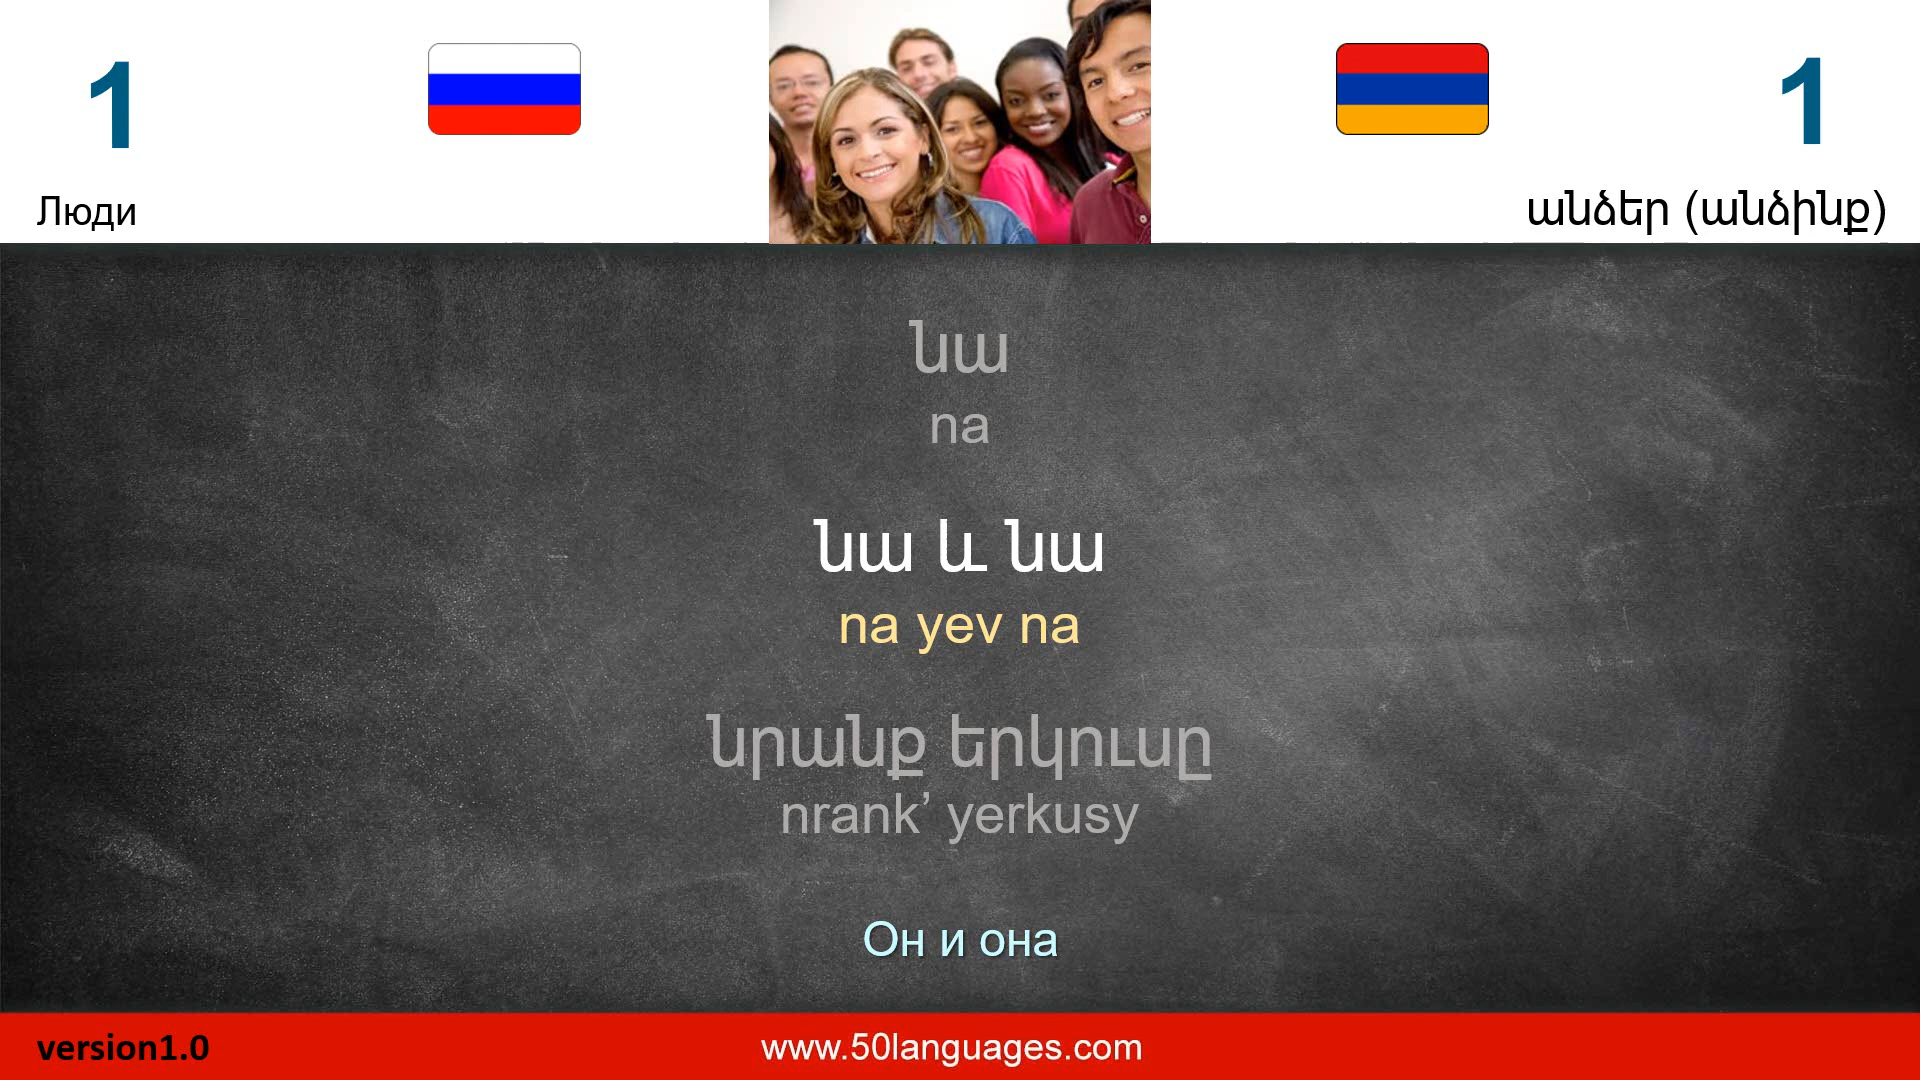 1
1
Люди
անձեր (անձինք)
նա
na
նա և նա
na yev na
նրանք երկուսը
nrank’ yerkusy
Он и она
version1.0
www.50languages.com